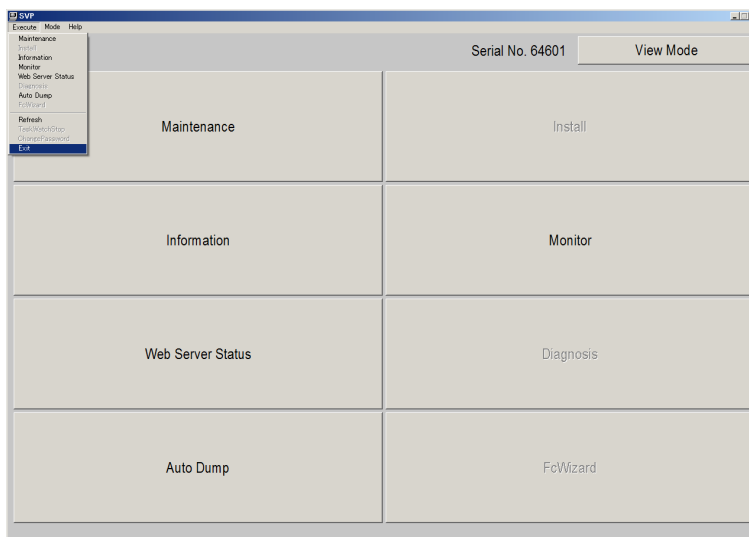 SVP
Execute Mode Help
Maintenance
Install
Information
Monitor
Web Server Status
Diagnosis
Auto Dump
FcWizard
Refresh
TaskWatchStop
ChangePassword
Exit
Serial No. 64601 View Mode
Maintenance Install
Information Monitor
Web Server Status Diagnosis
Auto Dump FcWizard